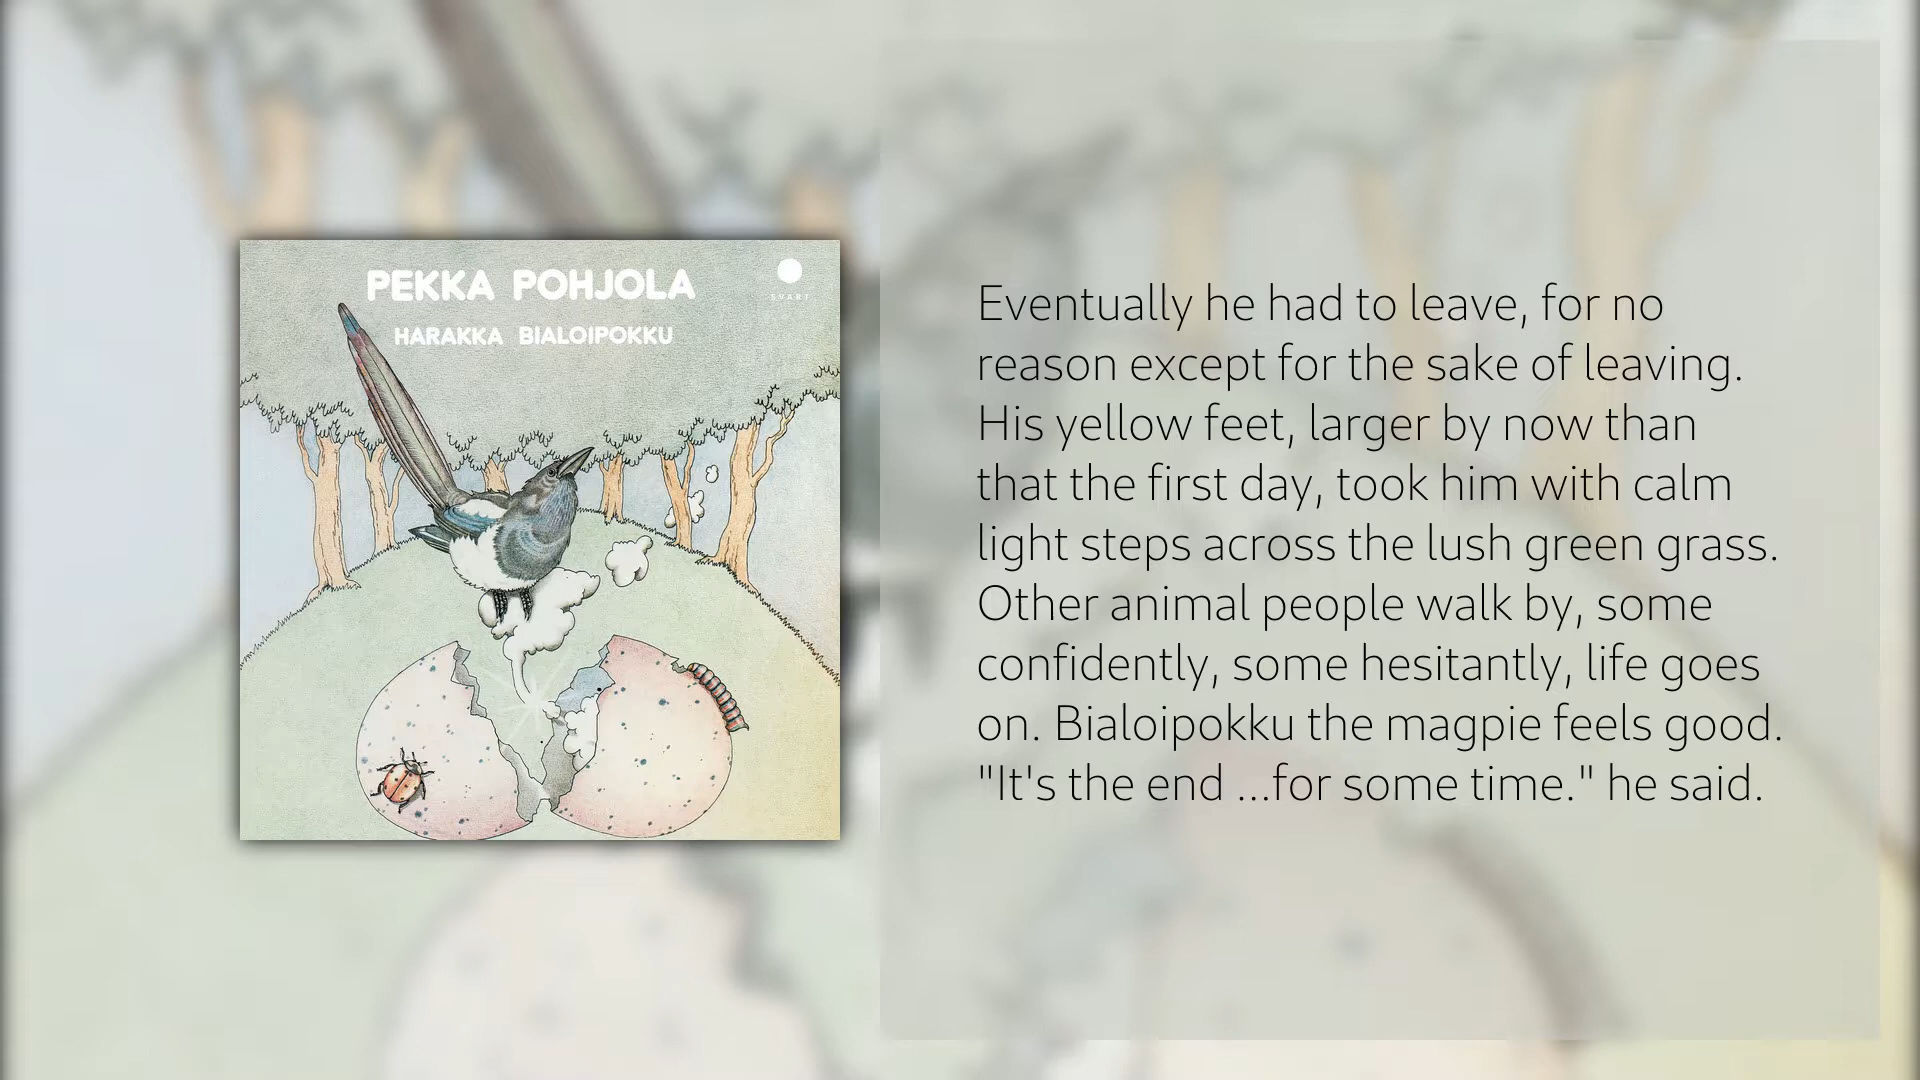 PEKKA POHJOLA
SVART
HARAKKA BIALOIPOKKU
Eventually he had to leave, for no
reason except for the sake of leaving.
His yellow feet, larger by now than
that the first day, took him with calm
light steps across the lush green grass.
Other animal people walk by, some
confidently, some hesitantly, life goes
on. Bialoipokku the magpie feels good.
"It's the end ...for some time." he said.